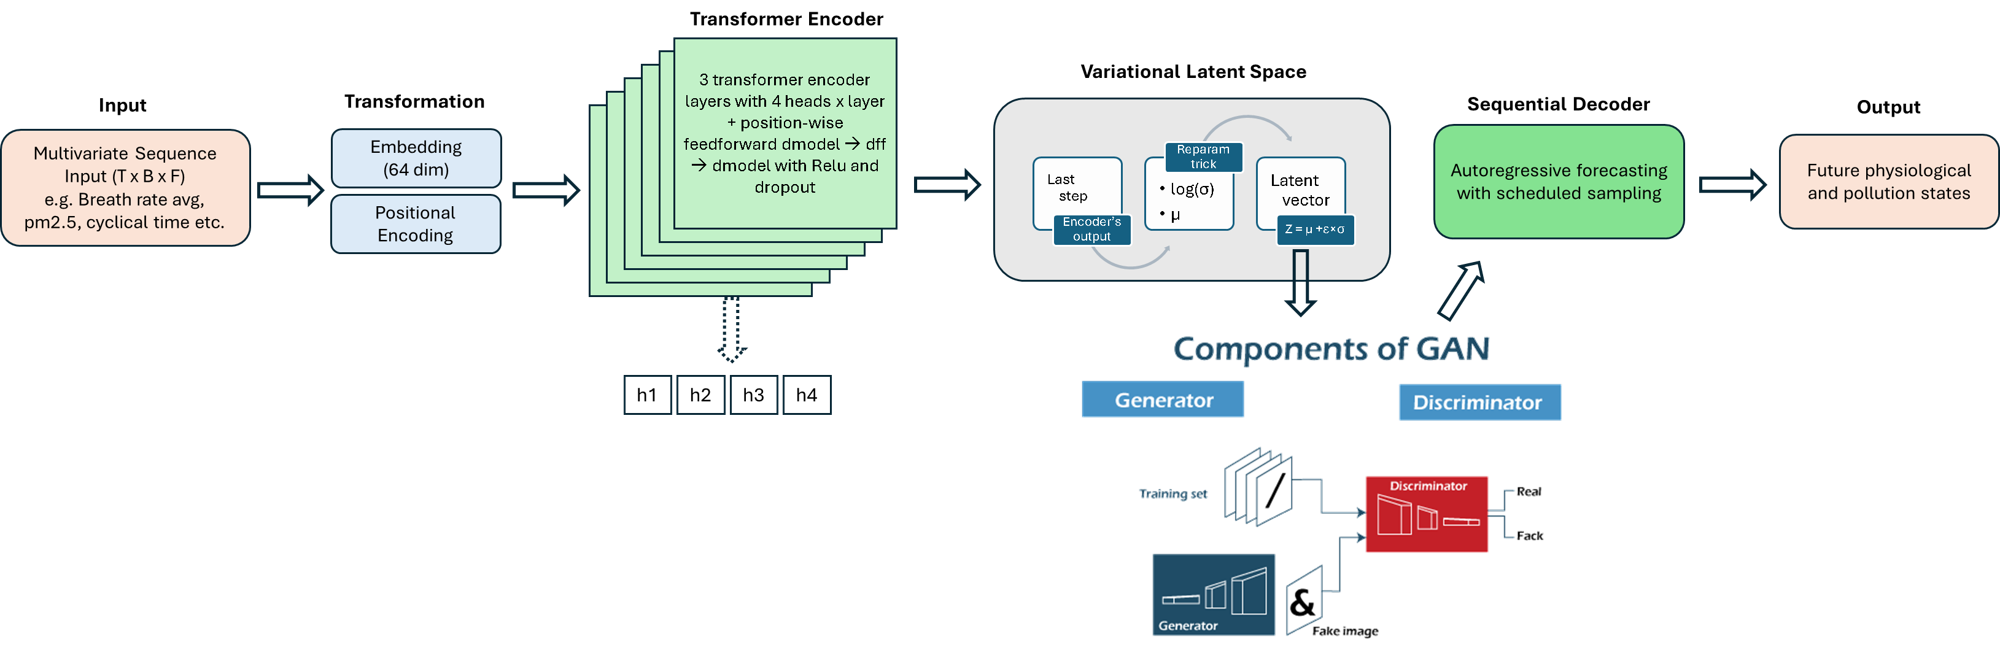 Transformer Encoder
Input
Multivariate Sequence
Input (T x B x F)
e.g. Breath rate avg,
pm2.5, cyclical time etc.
Transformation
Embedding
(64 dim)
Positional
Encoding
3 transformer encoder
layers with 4 heads x layer
+ position-wise
feedforward dmodel → dff
→ dmodel with Relu and
dropout
h1
h2
h3
h4
Variational Latent Space
Last
step
Encoder's
output
Reparam
trick
• log(σ)
• μ
Latent
vector
Z = μ +ε×σ
Sequential Decoder
Autoregressive forecasting
with scheduled sampling
Output
Future physiological
and pollution states
Components of GAN
Generator
Discriminator
Training set
/
Discriminator
Real
Fack
Generator
&
Fake image